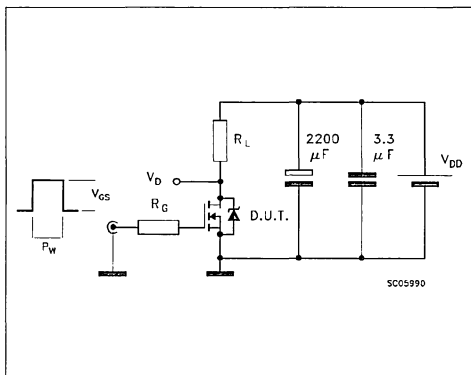 2200
μF
3.3
μF
V_DD
R_L
V_D
R_G
D.U.T.
V_GS
P_W
SC05990